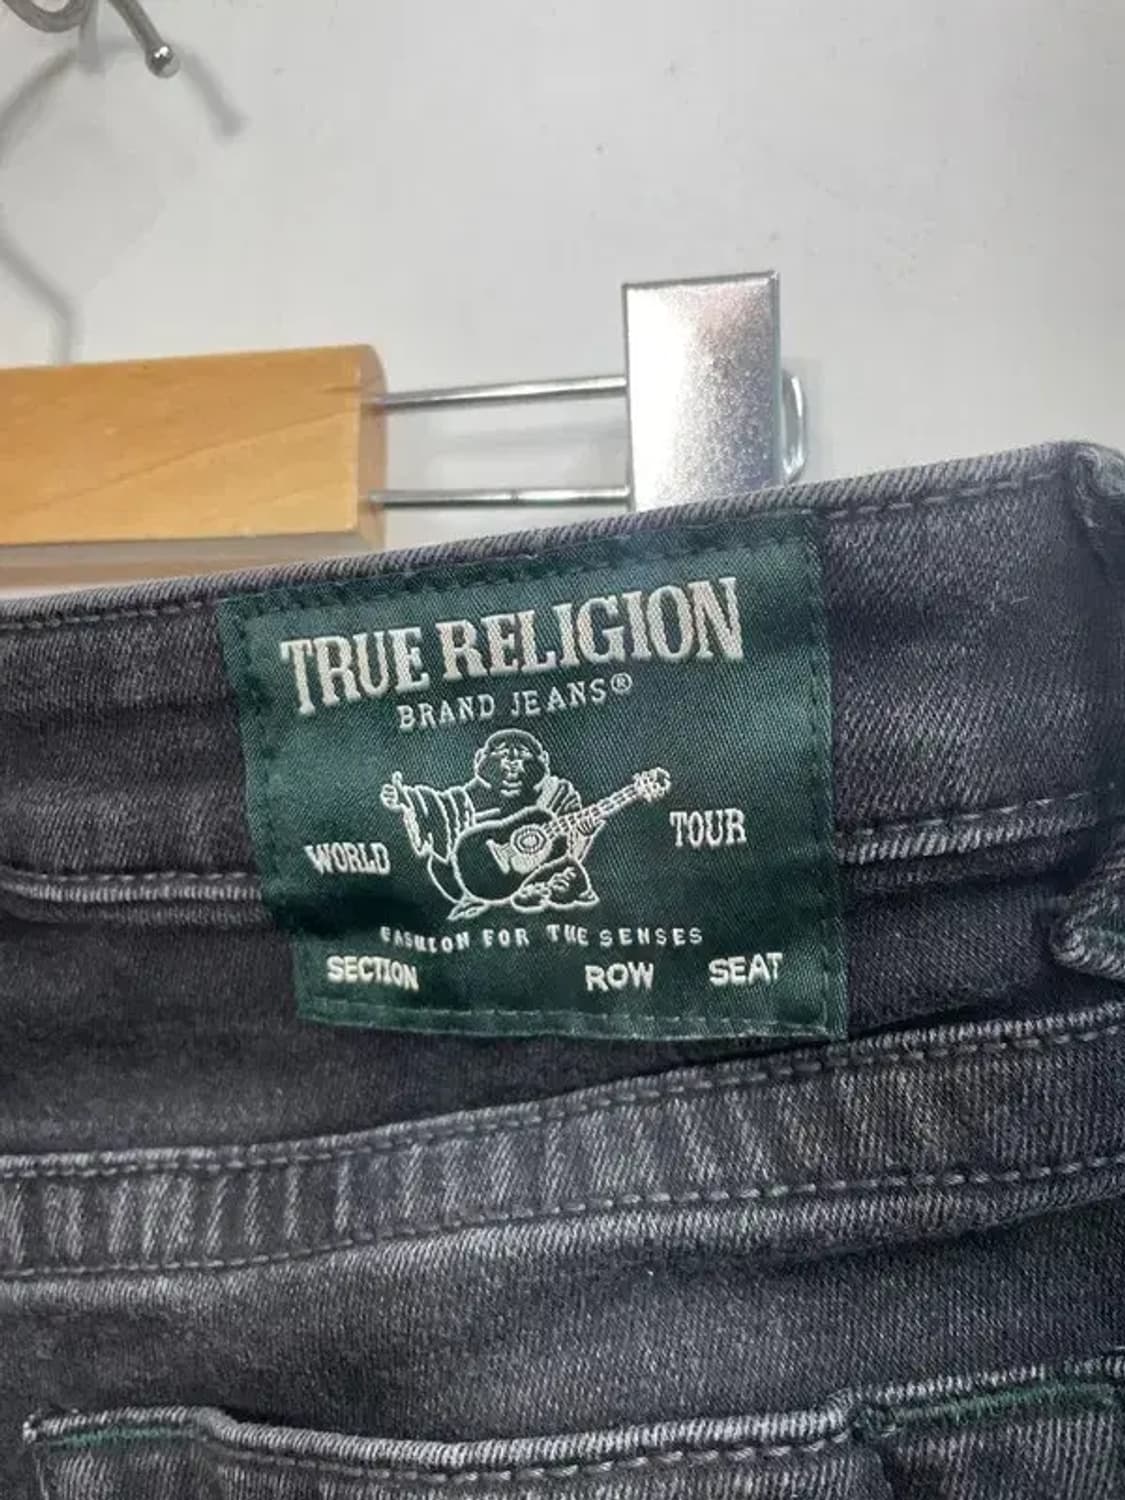 TRUE RELIGION
BRAND JEANS®
WORLD TOUR
FASHION FOR THE SENSES
SECTION ROW SEAT